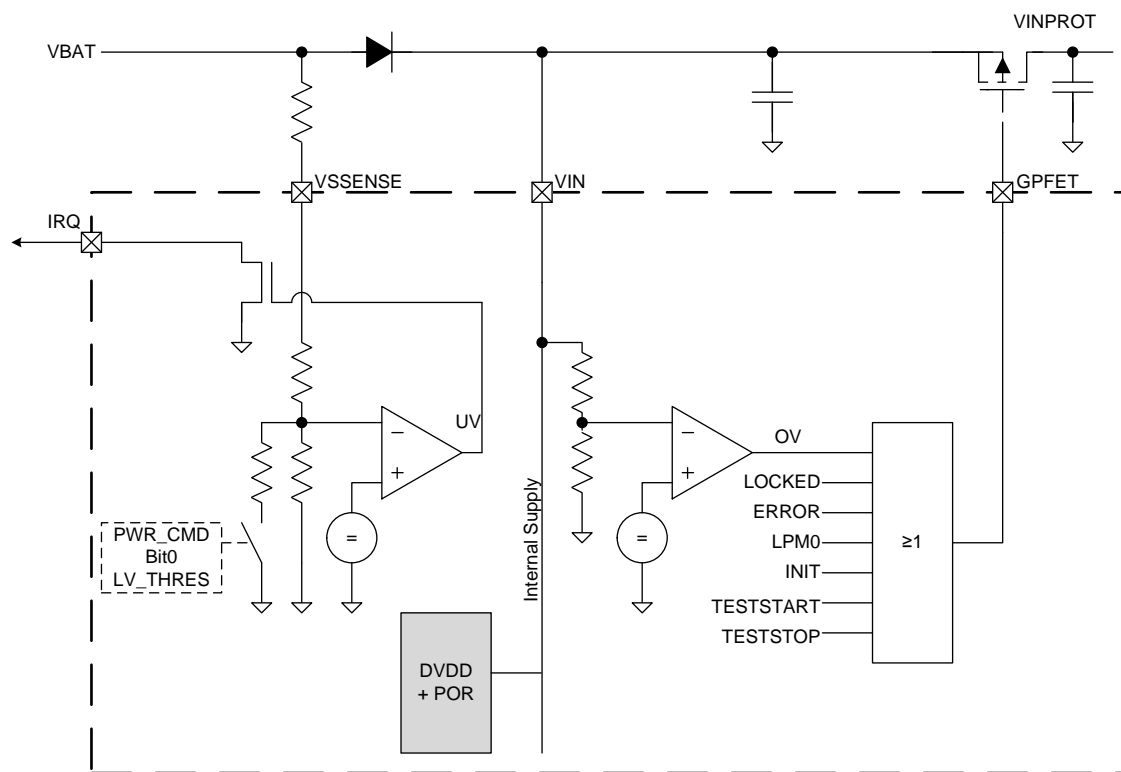 VINPROT
VBAT
VSSENSE
VIN
GPFET
IRQ
UV
−
+
=
Internal Supply
−
+
=
OV
LOCKED
ERROR
LPM0
INIT
TESTSTART
TESTSTOP
≥1
PWR_CMD
Bit0
LV_THRES
DVDD
+ POR